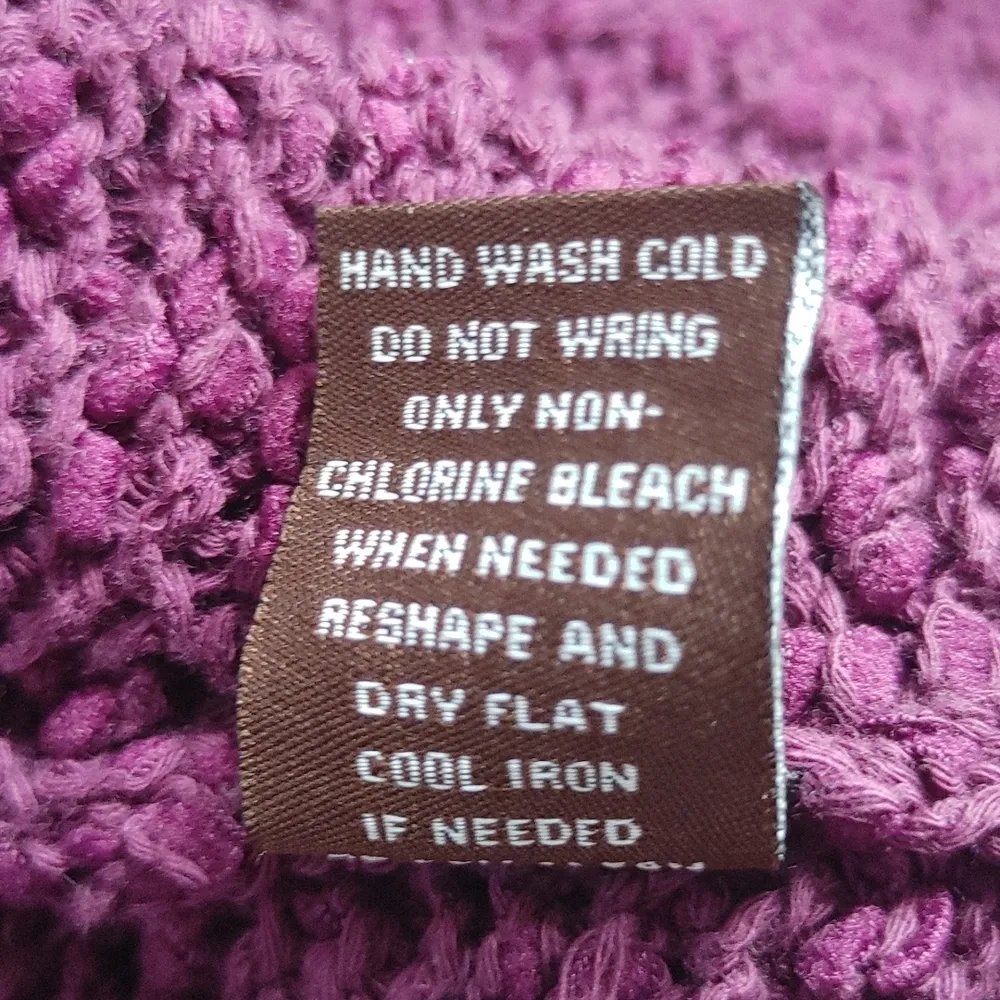 HAND WASH COLD
DO NOT WRING
ONLY NON-
CHLORINE BLEACH
WHEN NEEDED
RESHAPE AND
DRY FLAT
COOL IRON
IF NEEDED